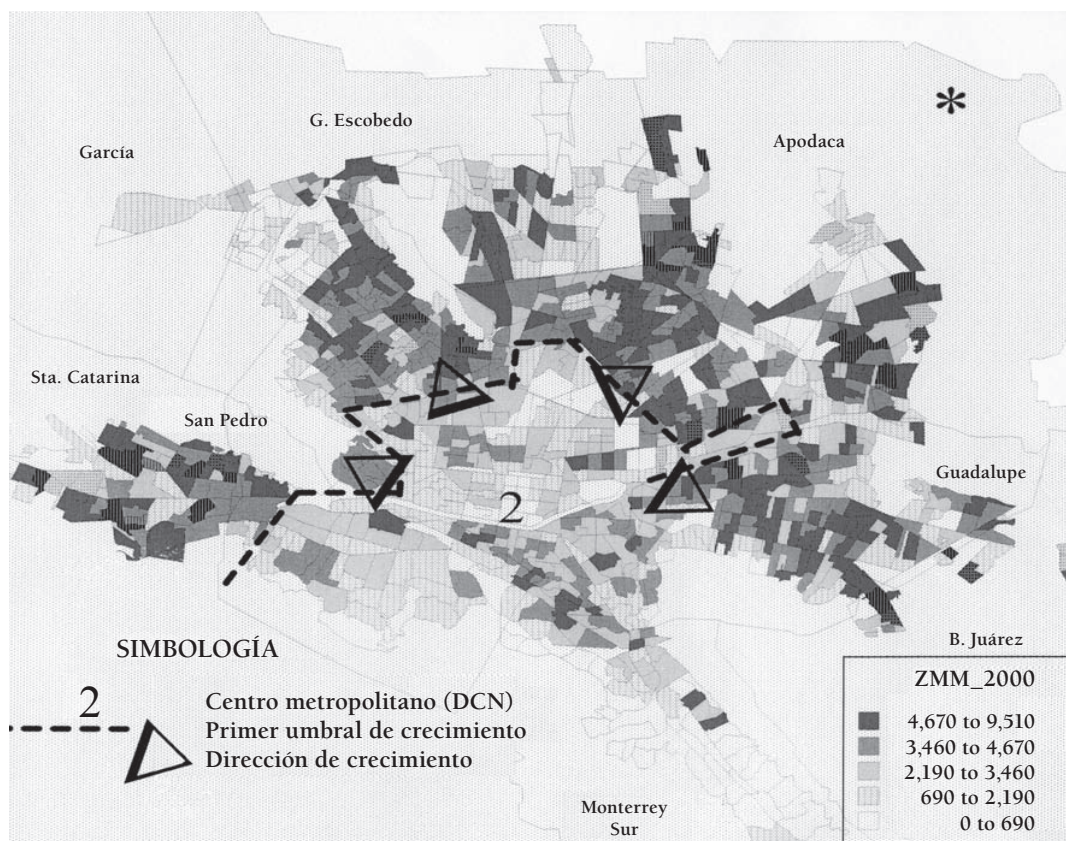 G. Escobedo
García
Apodaca
*
Sta. Catarina
San Pedro
Guadalupe
2
B. Juárez
SIMBOLOGÍA
2
Centro metropolitano (DCN)
Primer umbral de crecimiento
Dirección de crecimiento
Monterrey
Sur
ZMM_2000
4,670 to 9,510
3,460 to 4,670
2,190 to 3,460
690 to 2,190
0 to 690